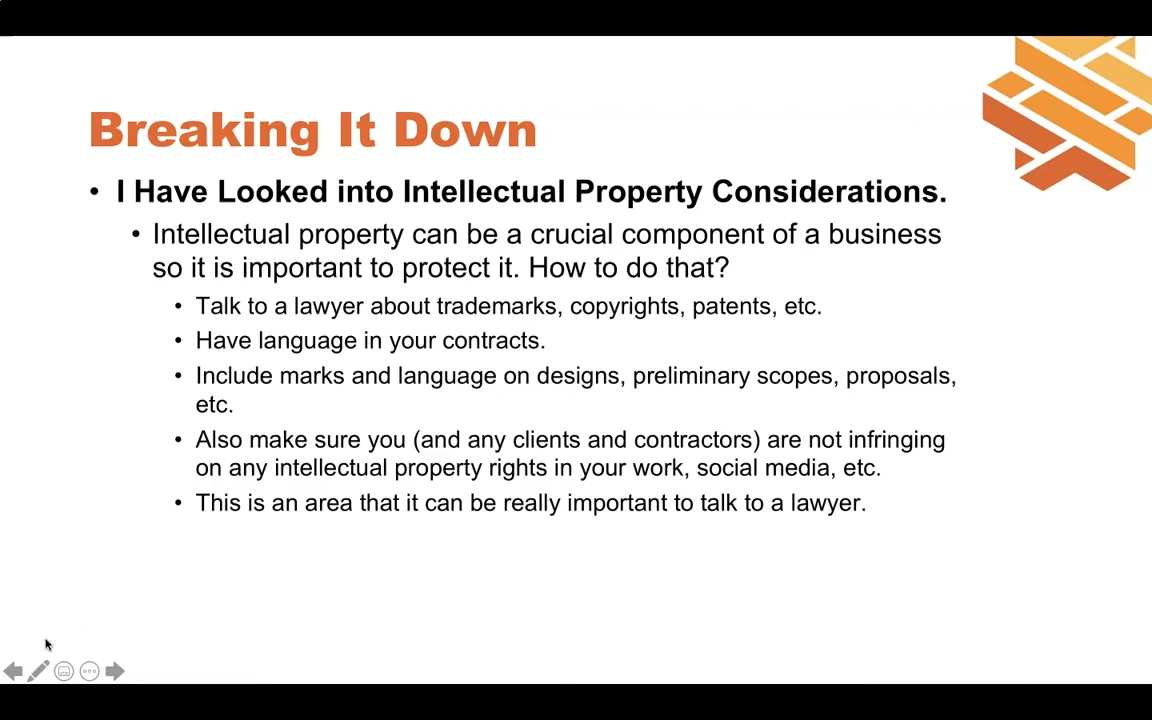 Breaking It Down
• I Have Looked into Intellectual Property Considerations.
• Intellectual property can be a crucial component of a business
so it is important to protect it. How to do that?
• Talk to a lawyer about trademarks, copyrights, patents, etc.
• Have language in your contracts.
• Include marks and language on designs, preliminary scopes, proposals,
etc.
• Also make sure you (and any clients and contractors) are not infringing
on any intellectual property rights in your work, social media, etc.
• This is an area that it can be really important to talk to a lawyer.